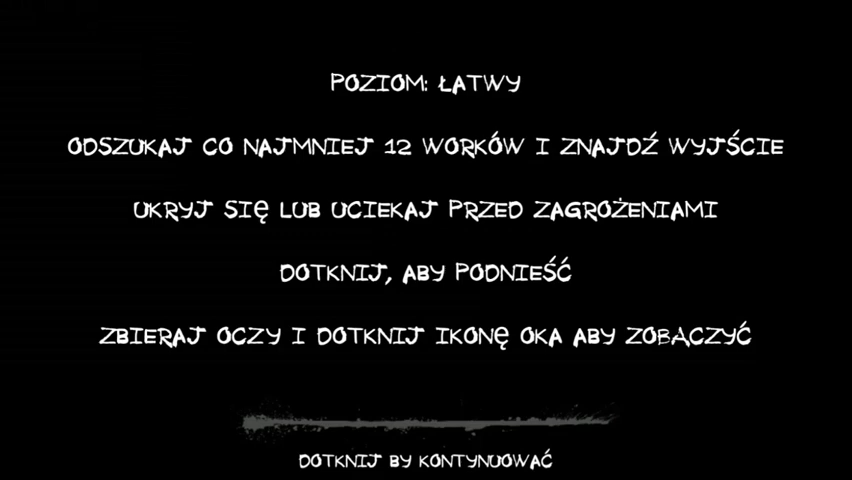 POZIOM: ŁATWY
ODSZUKAJ CO NAJMNIEJ 12 WORKÓW I ZNAJDŹ WYJŚCIE
UKRYJ SIĘ LUB UCIEKAJ PRZED ZAGROŻENIAMI
DOTKNIJ, ABY PODNIEŚĆ
ZBIERAJ OCZY I DOTKNIJ IKONĘ OKA ABY ZOBACZYĆ
DOTKNIJ BY KONTYNUOWAĆ